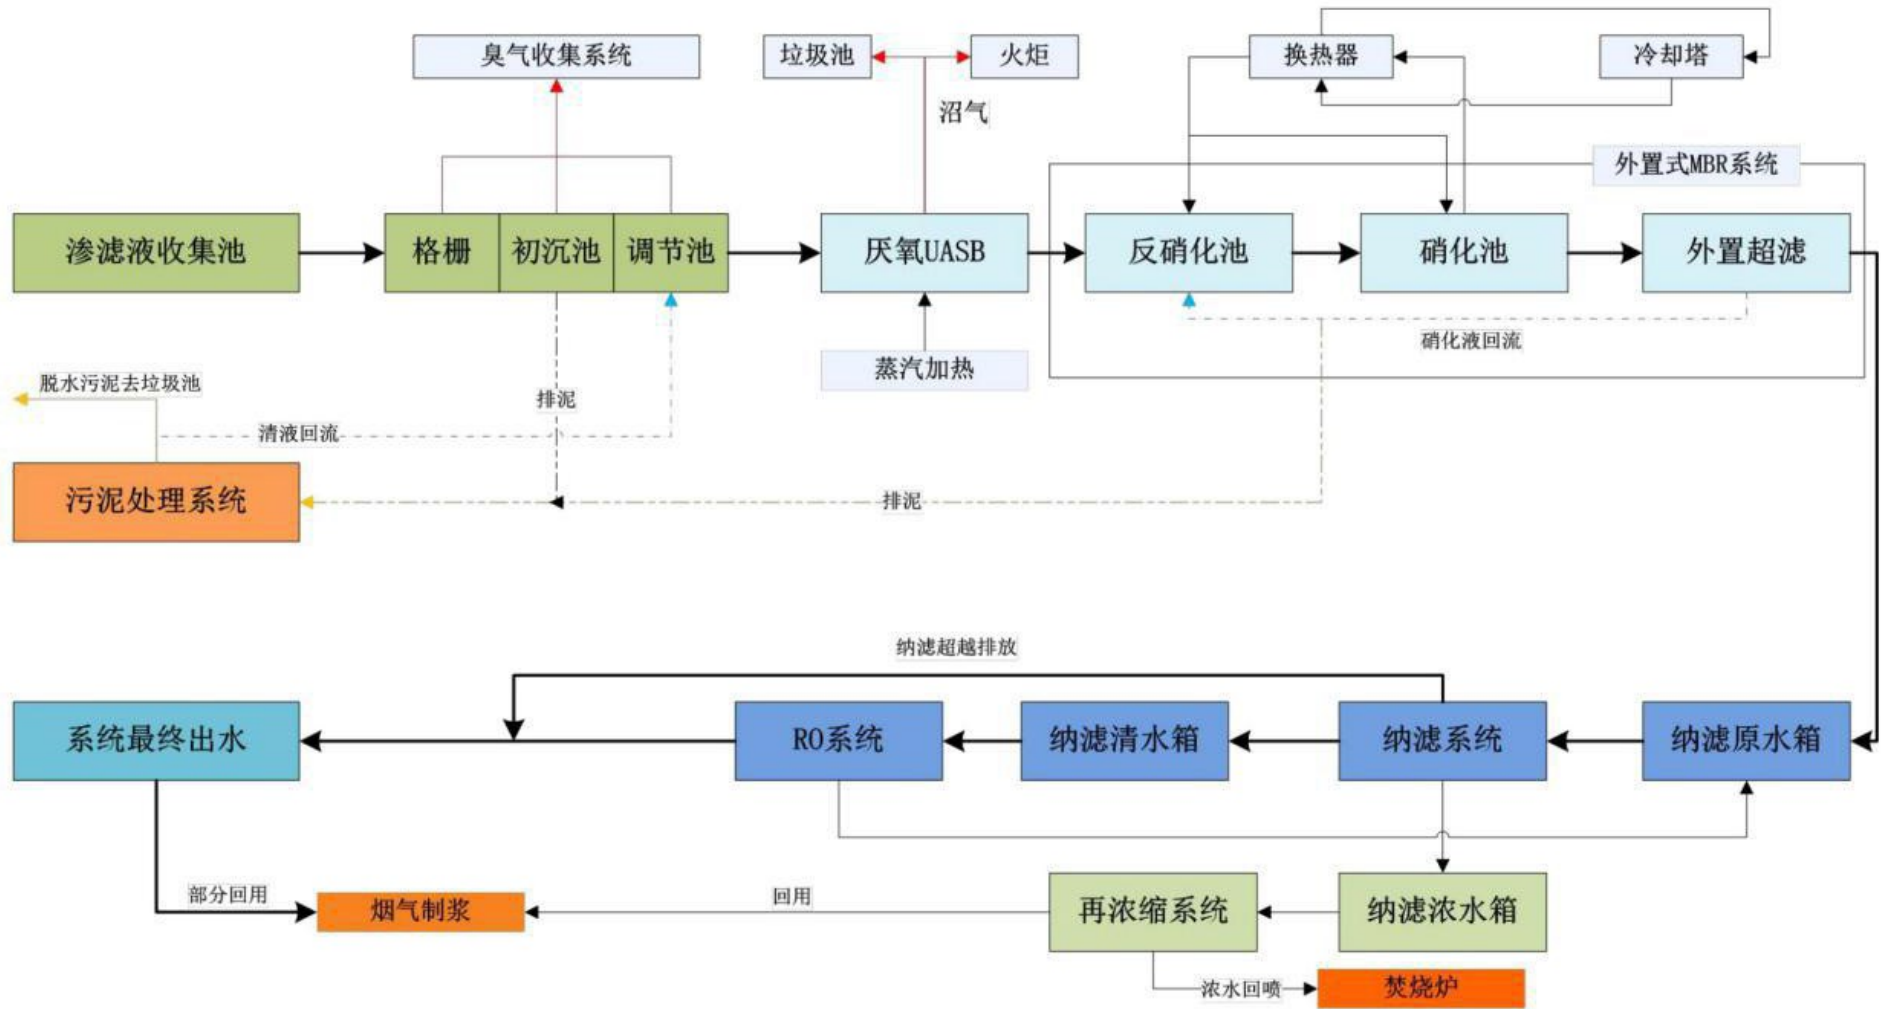 臭气收集系统
垃圾池
火炬
换热器
冷却塔
沼气
外置式MBR系统
渗滤液收集池
格栅
初沉池
调节池
厌氧UASB
反硝化池
硝化池
外置超滤
硝化液回流
蒸汽加热
脱水污泥去垃圾池
排泥
清液回流
污泥处理系统
排泥
纳滤超越排放
系统最终出水
RO系统
纳滤清水箱
纳滤系统
纳滤原水箱
部分回用
烟气制浆
回用
再浓缩系统
纳滤浓水箱
浓水回喷
焚烧炉